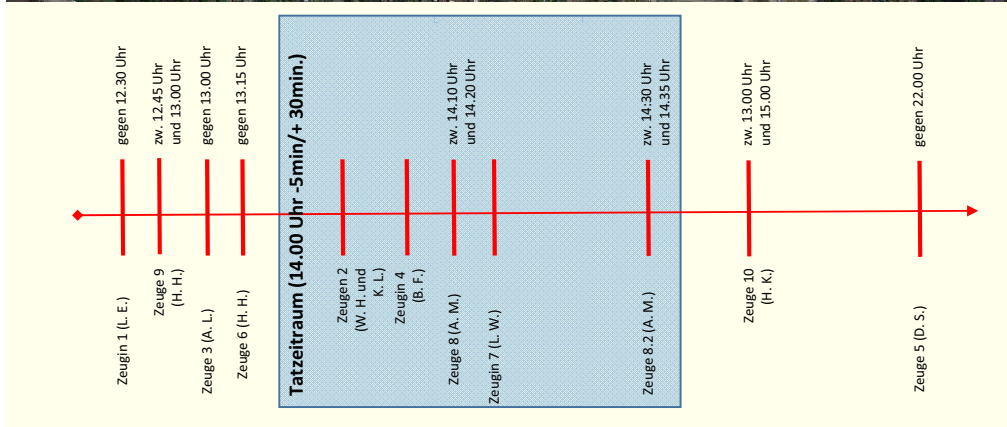 Tatzeitraum (14.00 Uhr -5min/+ 30min.)
gegen 12.30 Uhr
Zeugin 1 (L. E.)
zw. 12.45 Uhr
und 13.00 Uhr
Zeuge 9
(H. H.)
gegen 13.00 Uhr
Zeuge 3 (A. L.)
gegen 13.15 Uhr
Zeuge 6 (H. H.)
Zeugen 2
(W. H. und
K. L.)
Zeugin 4
(B. F.)
zw. 14.10 Uhr
und 14.20 Uhr
Zeuge 8 (A. M.)
Zeugin 7 (L. W.)
zw. 14:30 Uhr
und 14.35 Uhr
Zeuge 8.2 (A. M.)
zw. 13.00 Uhr
und 15.00 Uhr
Zeuge 10
(H. K.)
gegen 22.00 Uhr
Zeuge 5 (D. S.)